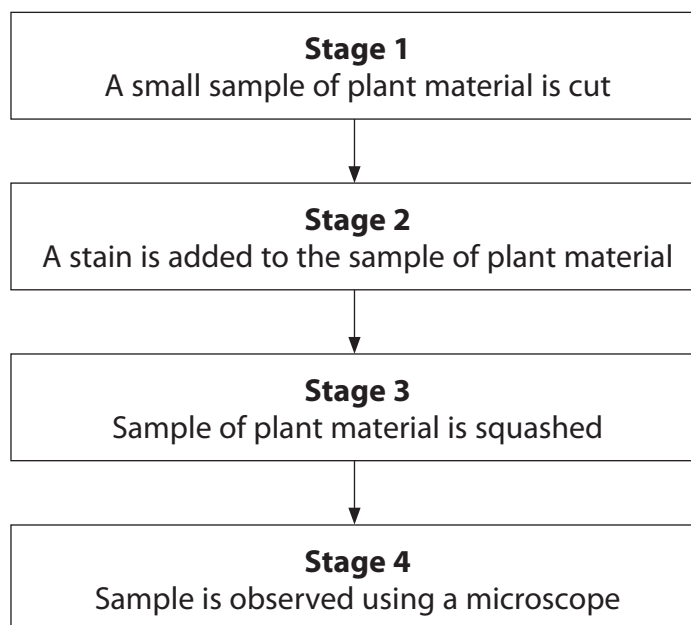 Stage 1
A small sample of plant material is cut
Stage 2
A stain is added to the sample of plant material
Stage 3
Sample of plant material is squashed
Stage 4
Sample is observed using a microscope